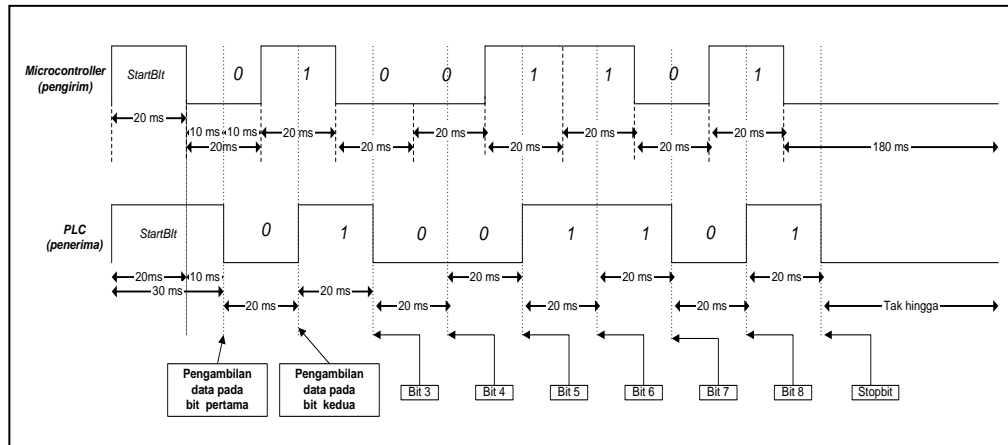 Microcontroller
(pengirim)
StartBIt
0
1
0
0
1
1
0
1
20 ms
10 ms
10 ms
20ms
20 ms
20 ms
20 ms
20 ms
20 ms
20 ms
20 ms
180 ms
PLC
(penerima)
StartBIt
0
1
0
0
1
1
0
1
20ms
10 ms
30 ms
20 ms
20 ms
20 ms
20 ms
20 ms
20 ms
20 ms
20 ms
Tak hingga
Pengambilan
data pada
bit pertama
Pengambilan
data pada
bit kedua
Bit 3
Bit 4
Bit 5
Bit 6
Bit 7
Bit 8
Stopbit